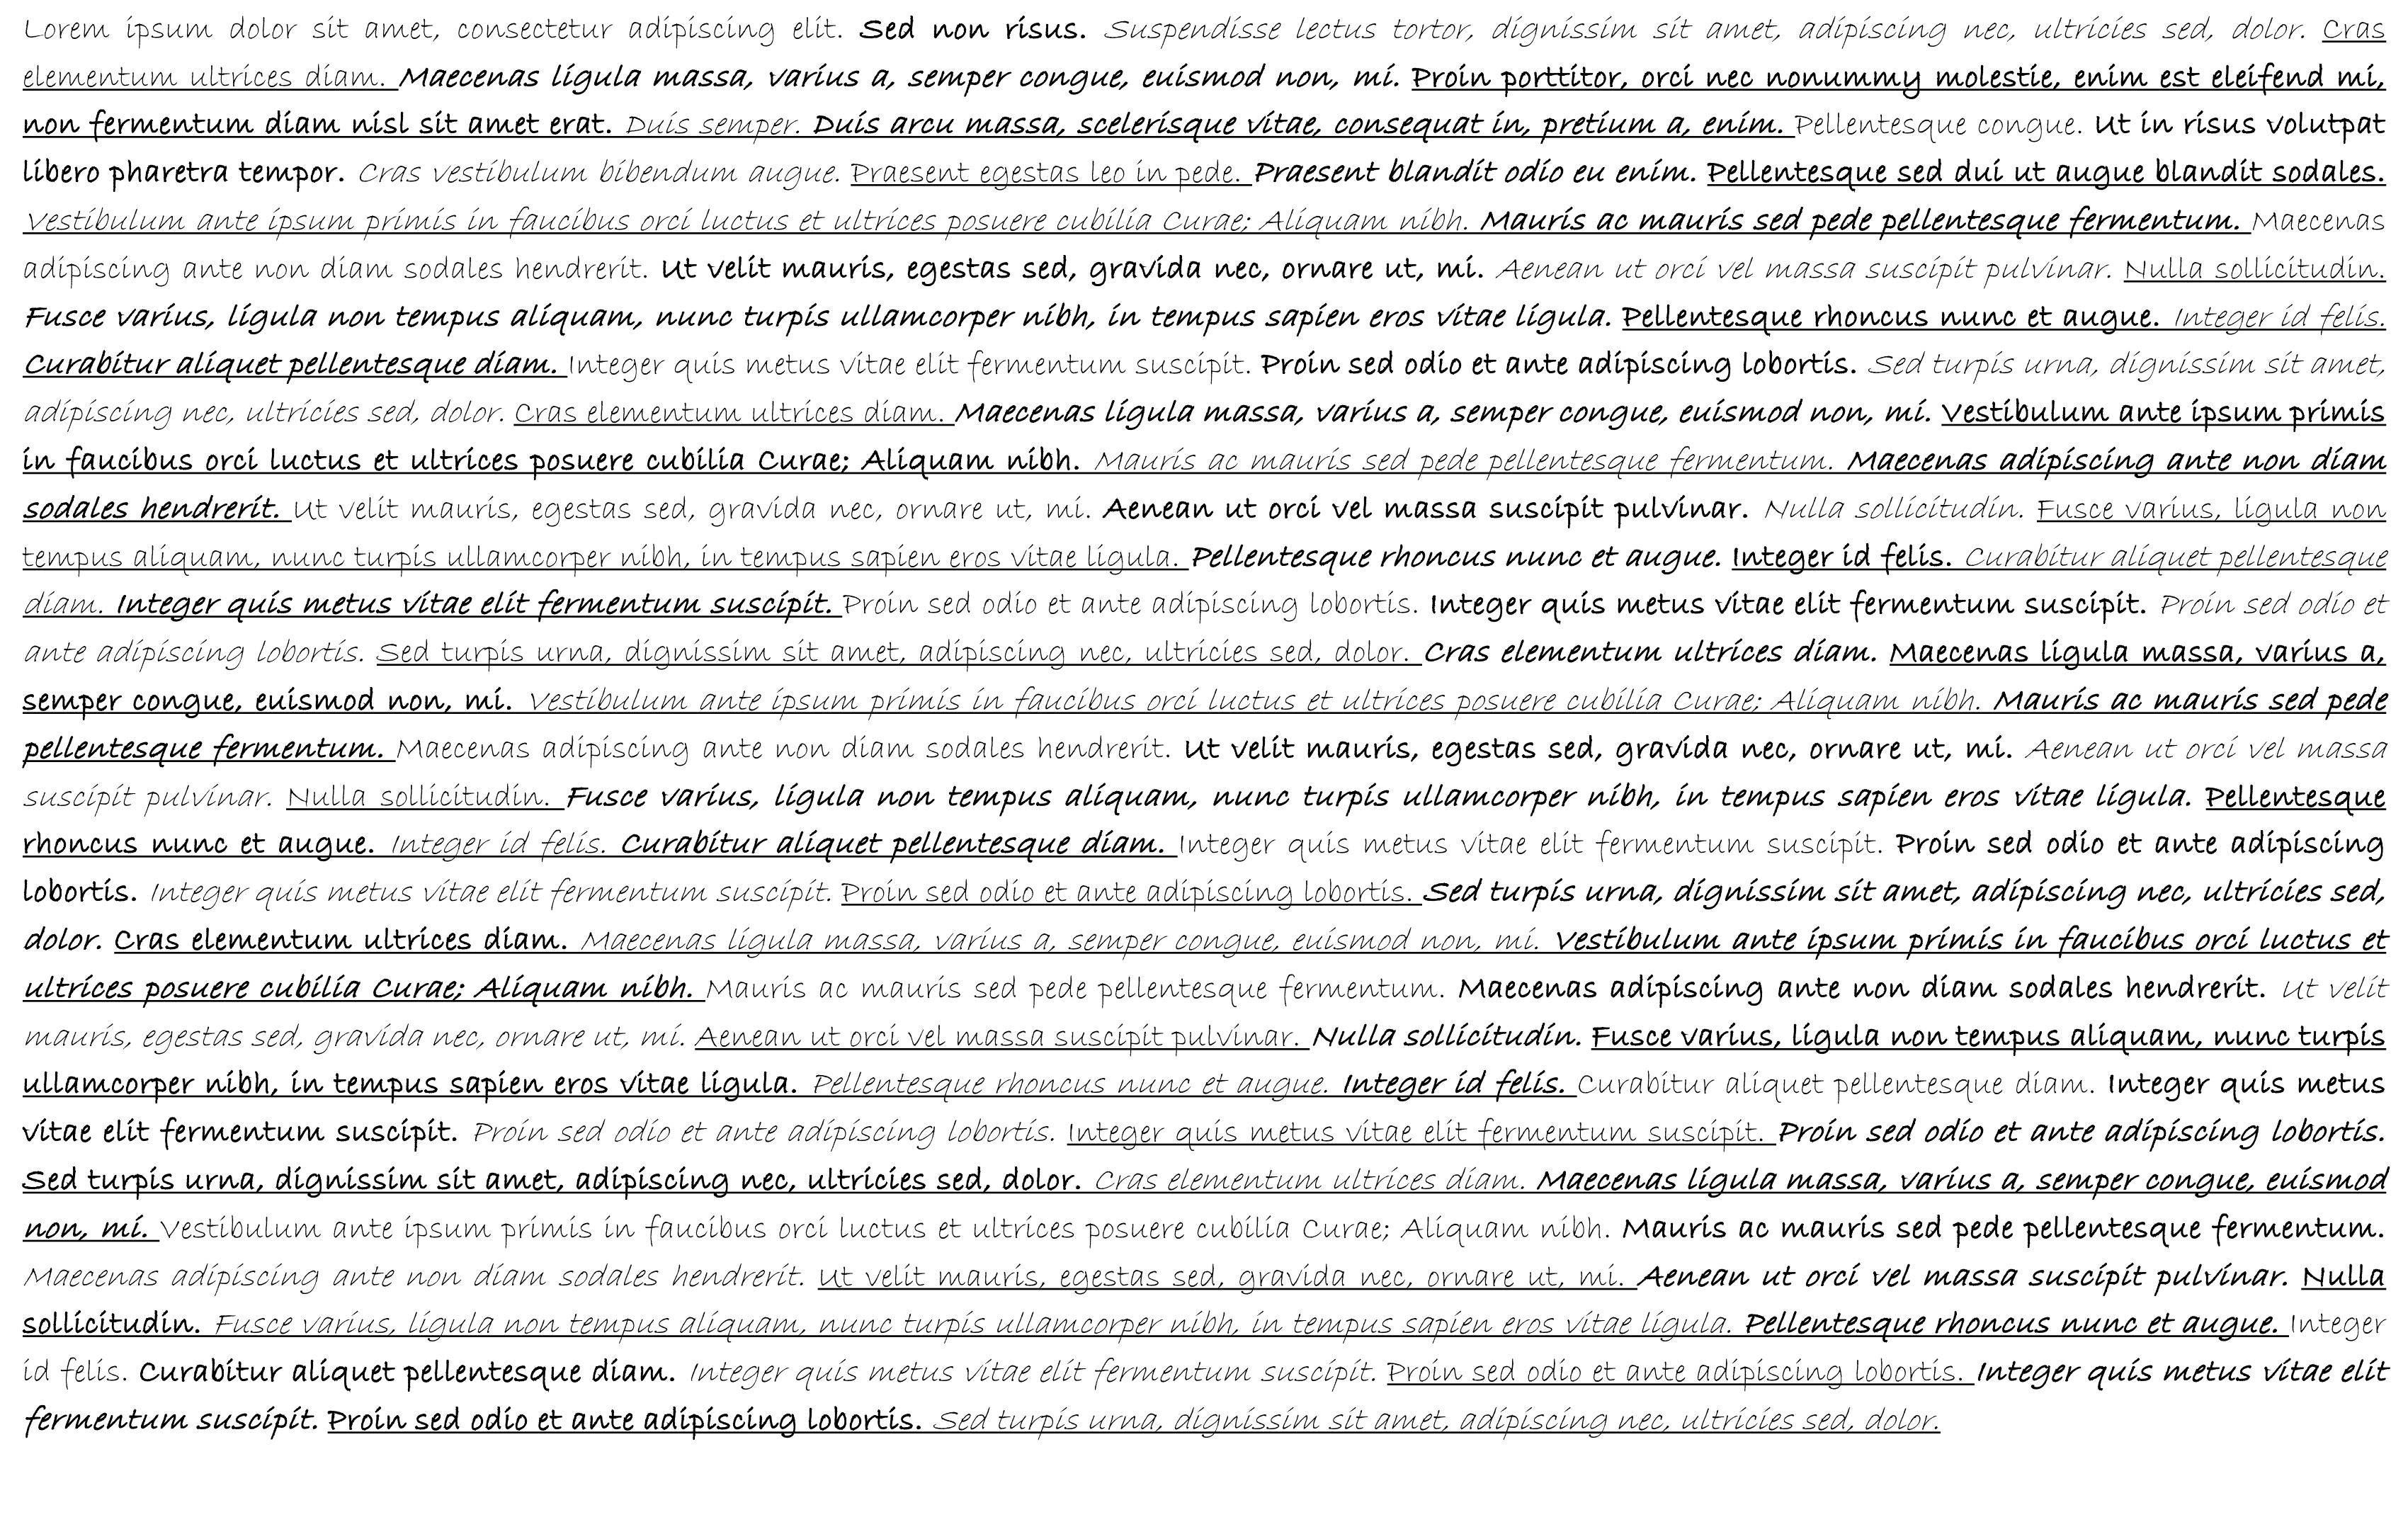 Lorem ipsum dolor sit amet, consectetur adipiscing elit. Sed non risus. Suspendisse lectus tortor, dignissim sit amet, adipiscing nec, ultricies sed, dolor. Cras
elementum ultrices diam. Maecenas ligula massa, varius a, semper congue, euismod non, mi. Proin porttitor, orci nec nonummy molestie, enim est eleifend mi,
non fermentum diam nisl sit amet erat. Duis semper. Duis arcu massa, scelerisque vitae, consequat in, pretium a, enim. Pellentesque congue. Ut in risus volutpat
libero pharetra tempor. Cras vestibulum bibendum augue. Praesent egestas leo in pede. Praesent blandit odio eu enim. Pellentesque sed dui ut augue blandit sodales.
Vestibulum ante ipsum primis in faucibus orci luctus et ultrices posuere cubilia Curae; Aliquam nibh. Mauris ac mauris sed pede pellentesque fermentum. Maecenas
adipiscing ante non diam sodales hendrerit. Ut velit mauris, egestas sed, gravida nec, ornare ut, mi. Aenean ut orci vel massa suscipit pulvinar. Nulla sollicitudin.
Fusce varius, ligula non tempus aliquam, nunc turpis ullamcorper nibh, in tempus sapien eros vitae ligula. Pellentesque rhoncus nunc et augue. Integer id felis.
Curabitur aliquet pellentesque diam. Integer quis metus vitae elit fermentum suscipit. Proin sed odio et ante adipiscing lobortis. Sed turpis urna, dignissim sit amet,
adipiscing nec, ultricies sed, dolor. Cras elementum ultrices diam. Maecenas ligula massa, varius a, semper congue, euismod non, mi. Vestibulum ante ipsum primis
in faucibus orci luctus et ultrices posuere cubilia Curae; Aliquam nibh. Mauris ac mauris sed pede pellentesque fermentum. Maecenas adipiscing ante non diam
sodales hendrerit. Ut velit mauris, egestas sed, gravida nec, ornare ut, mi. Aenean ut orci vel massa suscipit pulvinar. Nulla sollicitudin. Fusce varius, ligula non
tempus aliquam, nunc turpis ullamcorper nibh, in tempus sapien eros vitae ligula. Pellentesque rhoncus nunc et augue. Integer id felis. Curabitur aliquet pellentesque
diam. Integer quis metus vitae elit fermentum suscipit. Proin sed odio et ante adipiscing lobortis. Integer quis metus vitae elit fermentum suscipit. Proin sed odio et
ante adipiscing lobortis. Sed turpis urna, dignissim sit amet, adipiscing nec, ultricies sed, dolor. Cras elementum ultrices diam. Maecenas ligula massa, varius a,
semper congue, euismod non, mi. Vestibulum ante ipsum primis in faucibus orci luctus et ultrices posuere cubilia Curae; Aliquam nibh. Mauris ac mauris sed pede
pellentesque fermentum. Maecenas adipiscing ante non diam sodales hendrerit. Ut velit mauris, egestas sed, gravida nec, ornare ut, mi. Aenean ut orci vel massa
suscipit pulvinar. Nulla sollicitudin. Fusce varius, ligula non tempus aliquam, nunc turpis ullamcorper nibh, in tempus sapien eros vitae ligula. Pellentesque
rhoncus nunc et augue. Integer id felis. Curabitur aliquet pellentesque diam. Integer quis metus vitae elit fermentum suscipit. Proin sed odio et ante adipiscing
lobortis. Integer quis metus vitae elit fermentum suscipit. Proin sed odio et ante adipiscing lobortis. Sed turpis urna, dignissim sit amet, adipiscing nec, ultricies sed,
dolor. Cras elementum ultrices diam. Maecenas ligula massa, varius a, semper congue, euismod non, mi. Vestibulum ante ipsum primis in faucibus orci luctus et
ultrices posuere cubilia Curae; Aliquam nibh. Mauris ac mauris sed pede pellentesque fermentum. Maecenas adipiscing ante non diam sodales hendrerit. Ut velit
mauris, egestas sed, gravida nec, ornare ut, mi. Aenean ut orci vel massa suscipit pulvinar. Nulla sollicitudin. Fusce varius, ligula non tempus aliquam, nunc turpis
ullamcorper nibh, in tempus sapien eros vitae ligula. Pellentesque rhoncus nunc et augue. Integer id felis. Curabitur aliquet pellentesque diam. Integer quis metus
vitae elit fermentum suscipit. Proin sed odio et ante adipiscing lobortis. Integer quis metus vitae elit fermentum suscipit. Proin sed odio et ante adipiscing lobortis.
Sed turpis urna, dignissim sit amet, adipiscing nec, ultricies sed, dolor. Cras elementum ultrices diam. Maecenas ligula massa, varius a, semper congue, euismod
non, mi. Vestibulum ante ipsum primis in faucibus orci luctus et ultrices posuere cubilia Curae; Aliquam nibh. Mauris ac mauris sed pede pellentesque fermentum.
Maecenas adipiscing ante non diam sodales hendrerit. Ut velit mauris, egestas sed, gravida nec, ornare ut, mi. Aenean ut orci vel massa suscipit pulvinar. Nulla
sollicitudin. Fusce varius, ligula non tempus aliquam, nunc turpis ullamcorper nibh, in tempus sapien eros vitae ligula. Pellentesque rhoncus nunc et augue. Integer
id felis. Curabitur aliquet pellentesque diam. Integer quis metus vitae elit fermentum suscipit. Proin sed odio et ante adipiscing lobortis. Integer quis metus vitae elit
fermentum suscipit. Proin sed odio et ante adipiscing lobortis. Sed turpis urna, dignissim sit amet, adipiscing nec, ultricies sed, dolor.